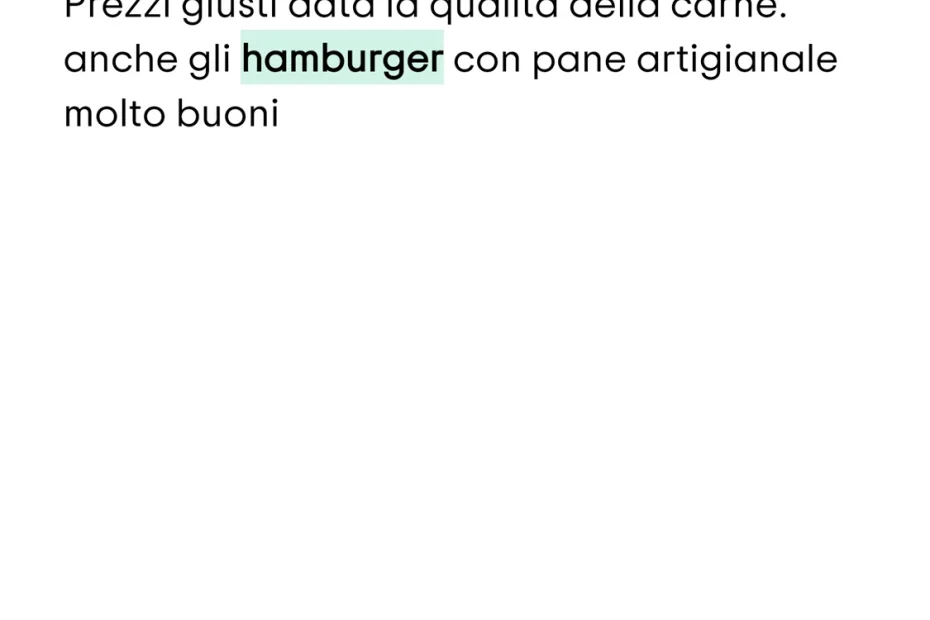 Prezzi giusti data la qualità della carne.
anche gli hamburger con pane artigianale
molto buoni